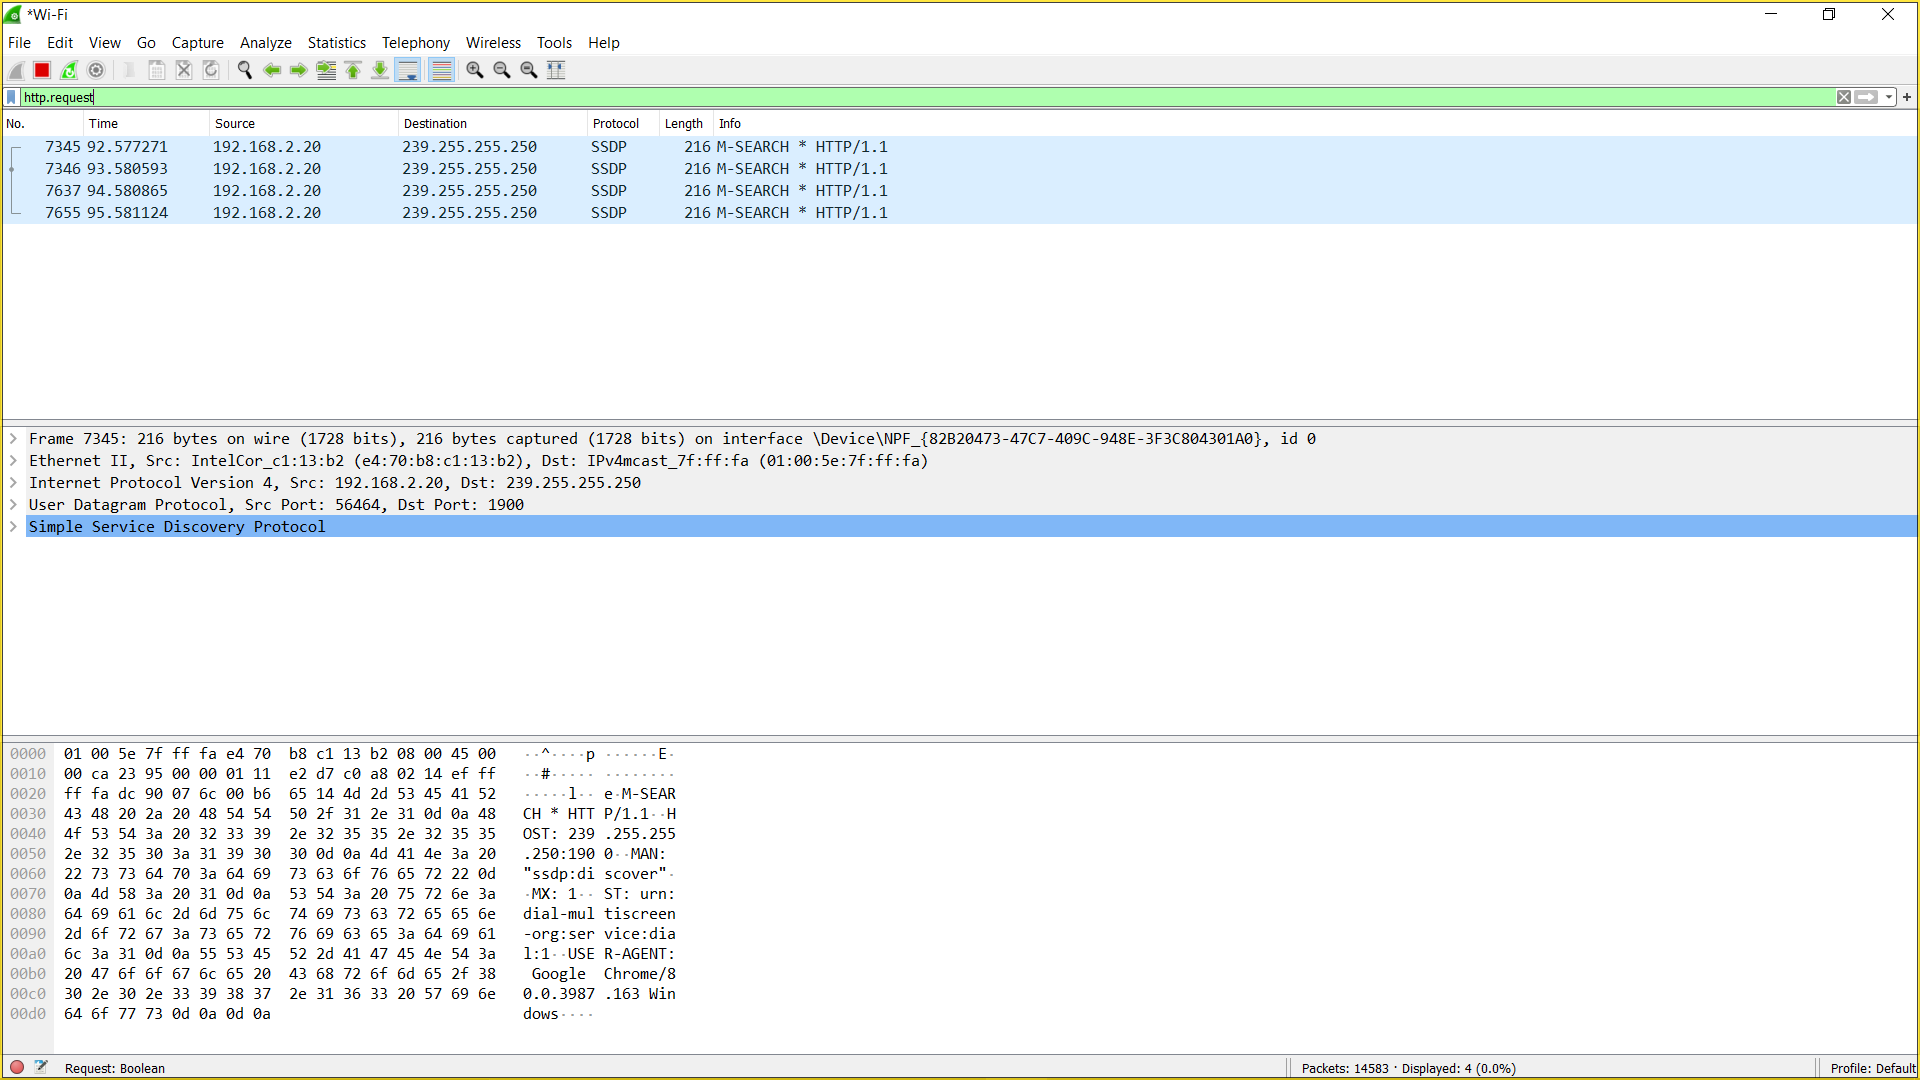 *Wi-Fi
File Edit View Go Capture Analyze Statistics Telephony Wireless Tools Help
http.request
No. Time Source Destination Protocol Length Info
7345 92.577271 192.168.2.20 239.255.255.250 SSDP 216 M-SEARCH * HTTP/1.1
7346 93.580593 192.168.2.20 239.255.255.250 SSDP 216 M-SEARCH * HTTP/1.1
7637 94.580865 192.168.2.20 239.255.255.250 SSDP 216 M-SEARCH * HTTP/1.1
7655 95.581124 192.168.2.20 239.255.255.250 SSDP 216 M-SEARCH * HTTP/1.1
Frame 7345: 216 bytes on wire (1728 bits), 216 bytes captured (1728 bits) on interface \Device\NPF_{82B20473-47C7-409C-948E-3F3C804301A0}, id 0
Ethernet II, Src: IntelCor_c1:13:b2 (e4:70:b8:c1:13:b2), Dst: IPv4mcast_7f:ff:fa (01:00:5e:7f:ff:fa)
Internet Protocol Version 4, Src: 192.168.2.20, Dst: 239.255.255.250
User Datagram Protocol, Src Port: 56464, Dst Port: 1900
Simple Service Discovery Protocol
0000 01 00 5e 7f ff fa e4 70 b8 c1 13 b2 08 00 45 00 ··^····p ······E·
0010 00 ca 23 95 00 00 01 11 e2 d7 c0 a8 02 14 ef ff ··#····· ········
0020 ff fa dc 90 07 6c 00 b6 65 14 4d 2d 53 45 41 52 ·····l·· e·M-SEAR
0030 43 48 20 2a 20 48 54 54 50 2f 31 2e 31 0d 0a 48 CH * HTT P/1.1··H
0040 4f 53 54 3a 20 32 33 39 2e 32 35 35 2e 32 35 35 OST: 239 .255.255
0050 2e 32 35 30 3a 31 39 30 30 0d 0a 4d 41 4e 3a 20 .250:190 0··MAN:
0060 22 73 73 64 70 3a 64 69 73 63 6f 76 65 72 22 0d "ssdp:di scover"·
0070 0a 4d 58 3a 20 31 0d 0a 53 54 3a 20 75 72 6e 3a ·MX: 1·· ST: urn:
0080 64 69 61 6c 2d 6d 75 6c 74 69 73 63 72 65 65 6e dial-mul tiscreen
0090 2d 6f 72 67 3a 73 65 72 76 69 63 65 3a 64 69 61 -org:ser vice:dia
00a0 6c 3a 31 0d 0a 55 53 45 52 2d 41 47 45 4e 54 3a l:1··USE R-AGENT:
00b0 20 47 6f 6f 67 6c 65 20 43 68 72 6f 6d 65 2f 38 Google Chrome/8
00c0 30 2e 30 2e 33 39 38 37 2e 31 36 33 20 57 69 6e 0.0.3987 .163 Win
00d0 64 6f 77 73 0d 0a 0d 0a dows····
Request: Boolean Packets: 14583 · Displayed: 4 (0.0%) Profile: Default